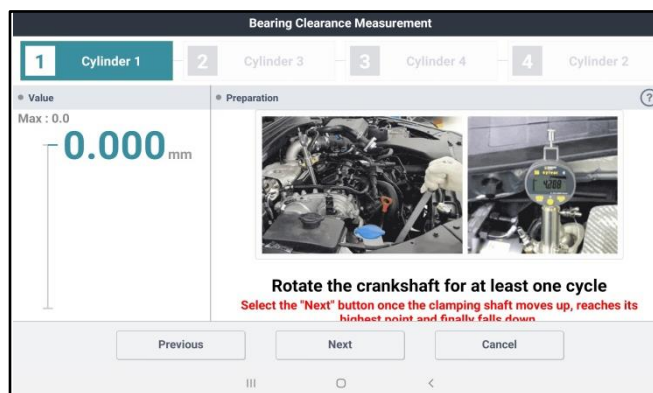 Bearing Clearance Measurement
1 Cylinder 1
2 Cylinder 3
3 Cylinder 4
4 Cylinder 2
Value
Preparation
?
Max : 0.0
0.000 mm
Rotate the crankshaft for at least one cycle
Select the "Next" button once the clamping shaft moves up, reaches its
highest point and finally falls down
Previous
Next
Cancel